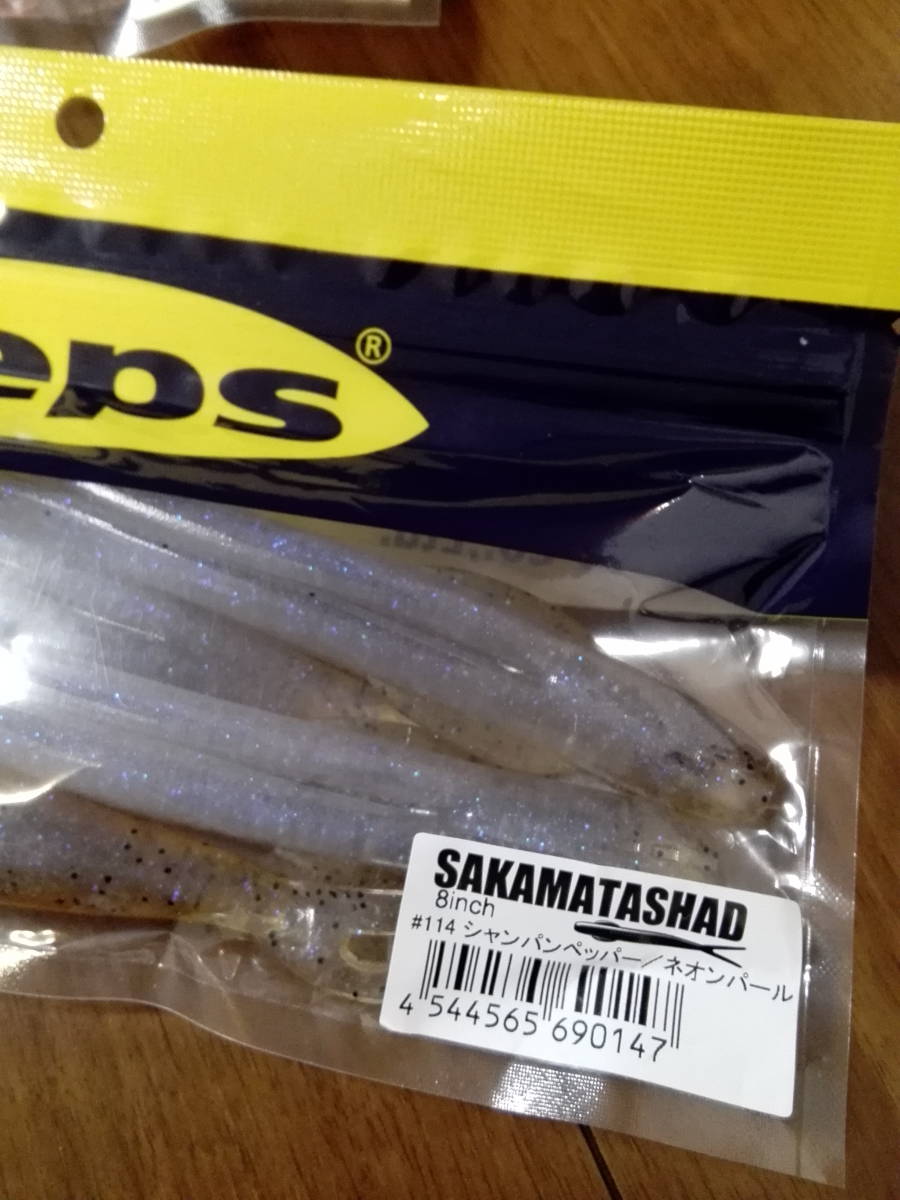 eps®
SAKAMATASHAD
8inch
#114 シャンパンペッパー／ネオンパール
4 544565 690147